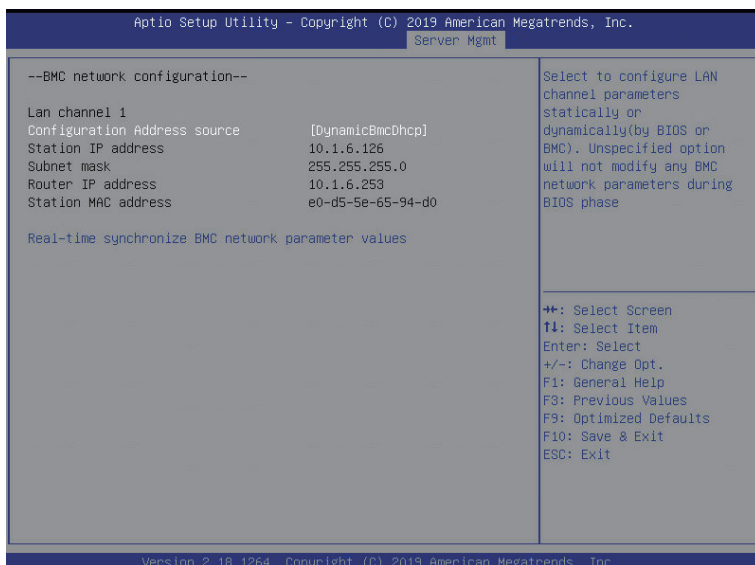 Aptio Setup Utility – Copyright (C) 2019 American Megatrends, Inc.
Server Mgmt
--BMC network configuration--
Lan channel 1
Configuration Address source [DynamicBmcDhcp]
Station IP address 10.1.6.126
Subnet mask 255.255.255.0
Router IP address 10.1.6.253
Station MAC address e0-d5-5e-65-94-d0
Real-time synchronize BMC network parameter values
Select to configure LAN
channel parameters
statically or
dynamically(by BIOS or
BMC). Unspecified option
will not modify any BMC
network parameters during
BIOS phase
→←: Select Screen
↑↓: Select Item
Enter: Select
+/-: Change Opt.
F1: General Help
F3: Previous Values
F9: Optimized Defaults
F10: Save & Exit
ESC: Exit
Version 2.18.1264. Copyright (C) 2019 American Megatrends, Inc.